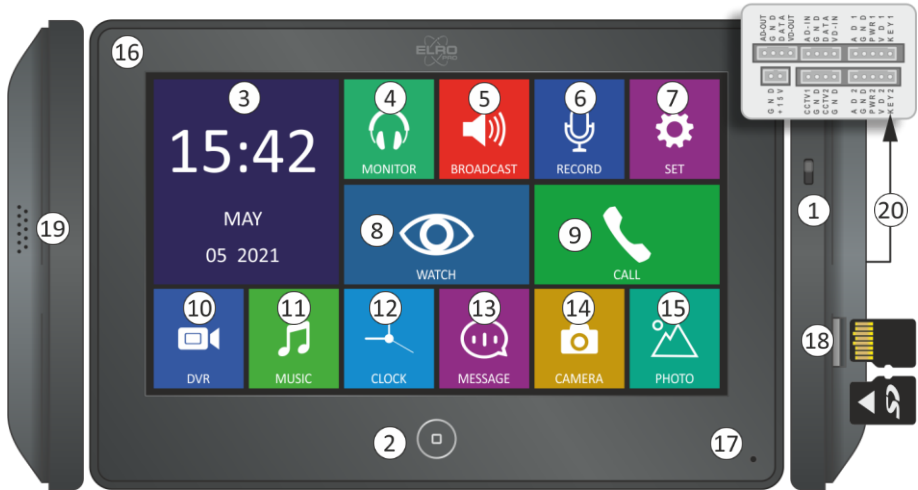 16
ELRO
PRO
3
15:42
MAY
05 2021
4
MONITOR
5
BROADCAST
6
RECORD
7
SET
8
WATCH
9
CALL
10
DVR
11
MUSIC
12
CLOCK
13
MESSAGE
14
CAMERA
15
PHOTO
2
17
19
1
20
18
AD-OUT
GND
DATA
VD-OUT
AD-IN
GND
DATA
VD-IN
AD1
GND
PWR1
VD1
KEY1
GND
+15V
CCTV1
GND
CCTV2
GND
AD2
GND
PWR2
VD2
KEY2